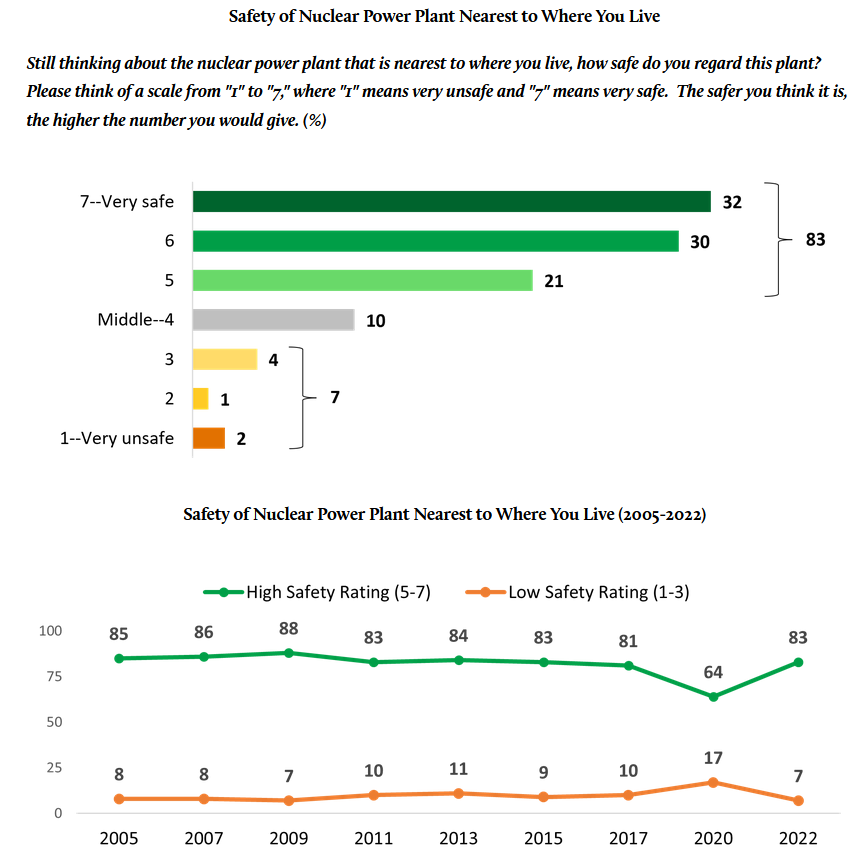 Safety of Nuclear Power Plant Nearest to Where You Live
Still thinking about the nuclear power plant that is nearest to where you live, how safe do you regard this plant?
Please think of a scale from "1" to "7," where "1" means very unsafe and "7" means very safe.  The safer you think it is,
the higher the number you would give. (%)
7--Very safe 32
6 30 83
5 21
Middle--4 10
3 4
2 1 7
1--Very unsafe 2
Safety of Nuclear Power Plant Nearest to Where You Live (2005-2022)
High Safety Rating (5-7) Low Safety Rating (1-3)
100 85 86 88 83 84 83 81 64 83
75
50
25 8 8 7 10 11 9 10 17 7
0
2005 2007 2009 2011 2013 2015 2017 2020 2022